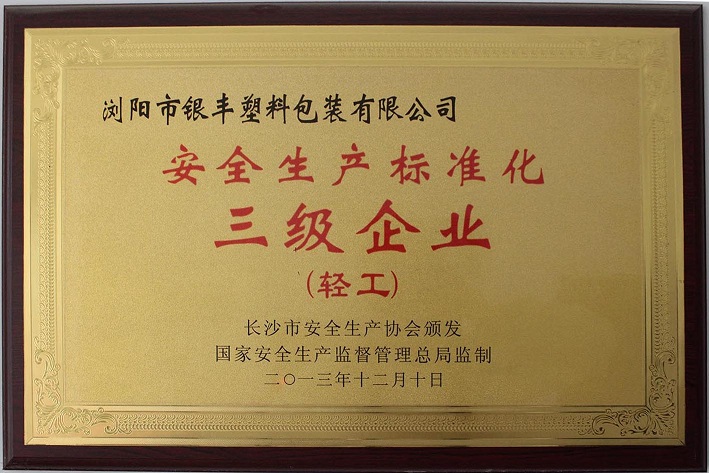 浏阳市银丰塑料包装有限公司
安全生产标准化
三级企业
(轻工)
长沙市安全生产协会颁发
国家安全生产监督管理总局监制
二〇一三年十二月十日